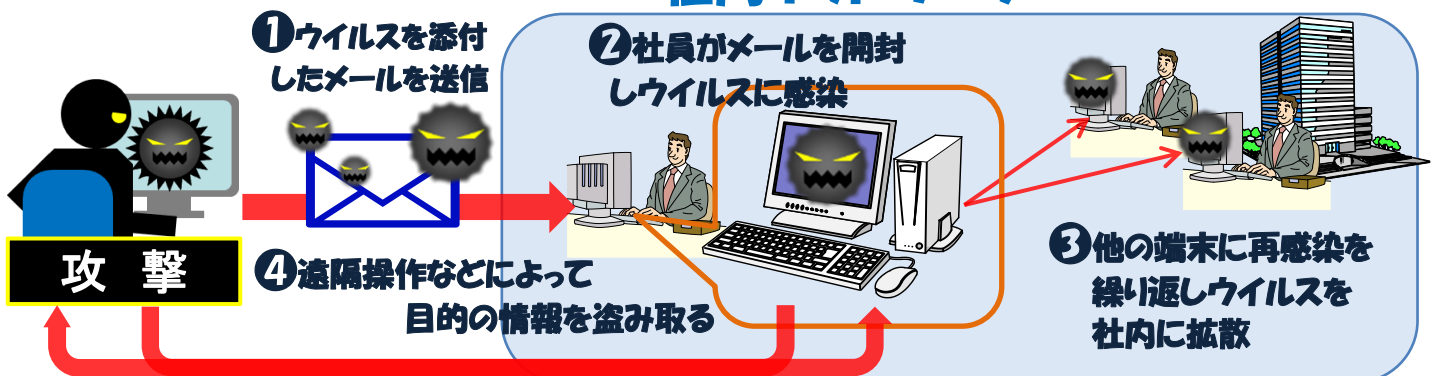 ❶ウイルスを添付
したメールを送信
❷社員がメールを開封
しウイルスに感染
攻 撃
❹遠隔操作などによって
目的の情報を盗み取る
❸他の端末に再感染を
繰り返しウイルスを
社内に拡散